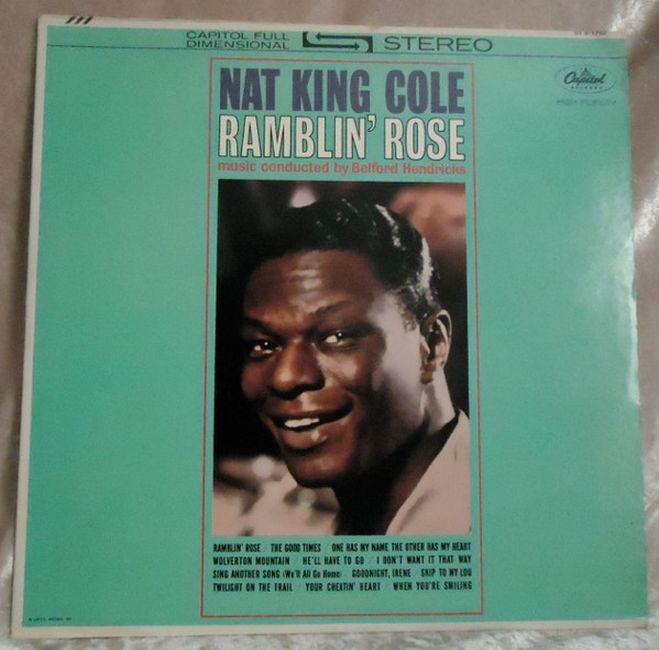 CAPITOL FULL
DIMENSIONAL
STEREO
Capitol
RECORDS
HIGH FIDELITY
NAT KING COLE
RAMBLIN' ROSE
music conducted by Belford Hendricks
RAMBLIN' ROSE / THE GOOD TIMES / ONE HAS MY NAME THE OTHER HAS MY HEART
WOLVERTON MOUNTAIN / HE'LL HAVE TO GO / I DON'T WANT IT THAT WAY
SING ANOTHER SONG (We'll All Go Home) / GOODNIGHT, IRENE / SKIP TO MY LOU
TWILIGHT ON THE TRAIL / YOUR CHEATIN' HEART / WHEN YOU'RE SMILING